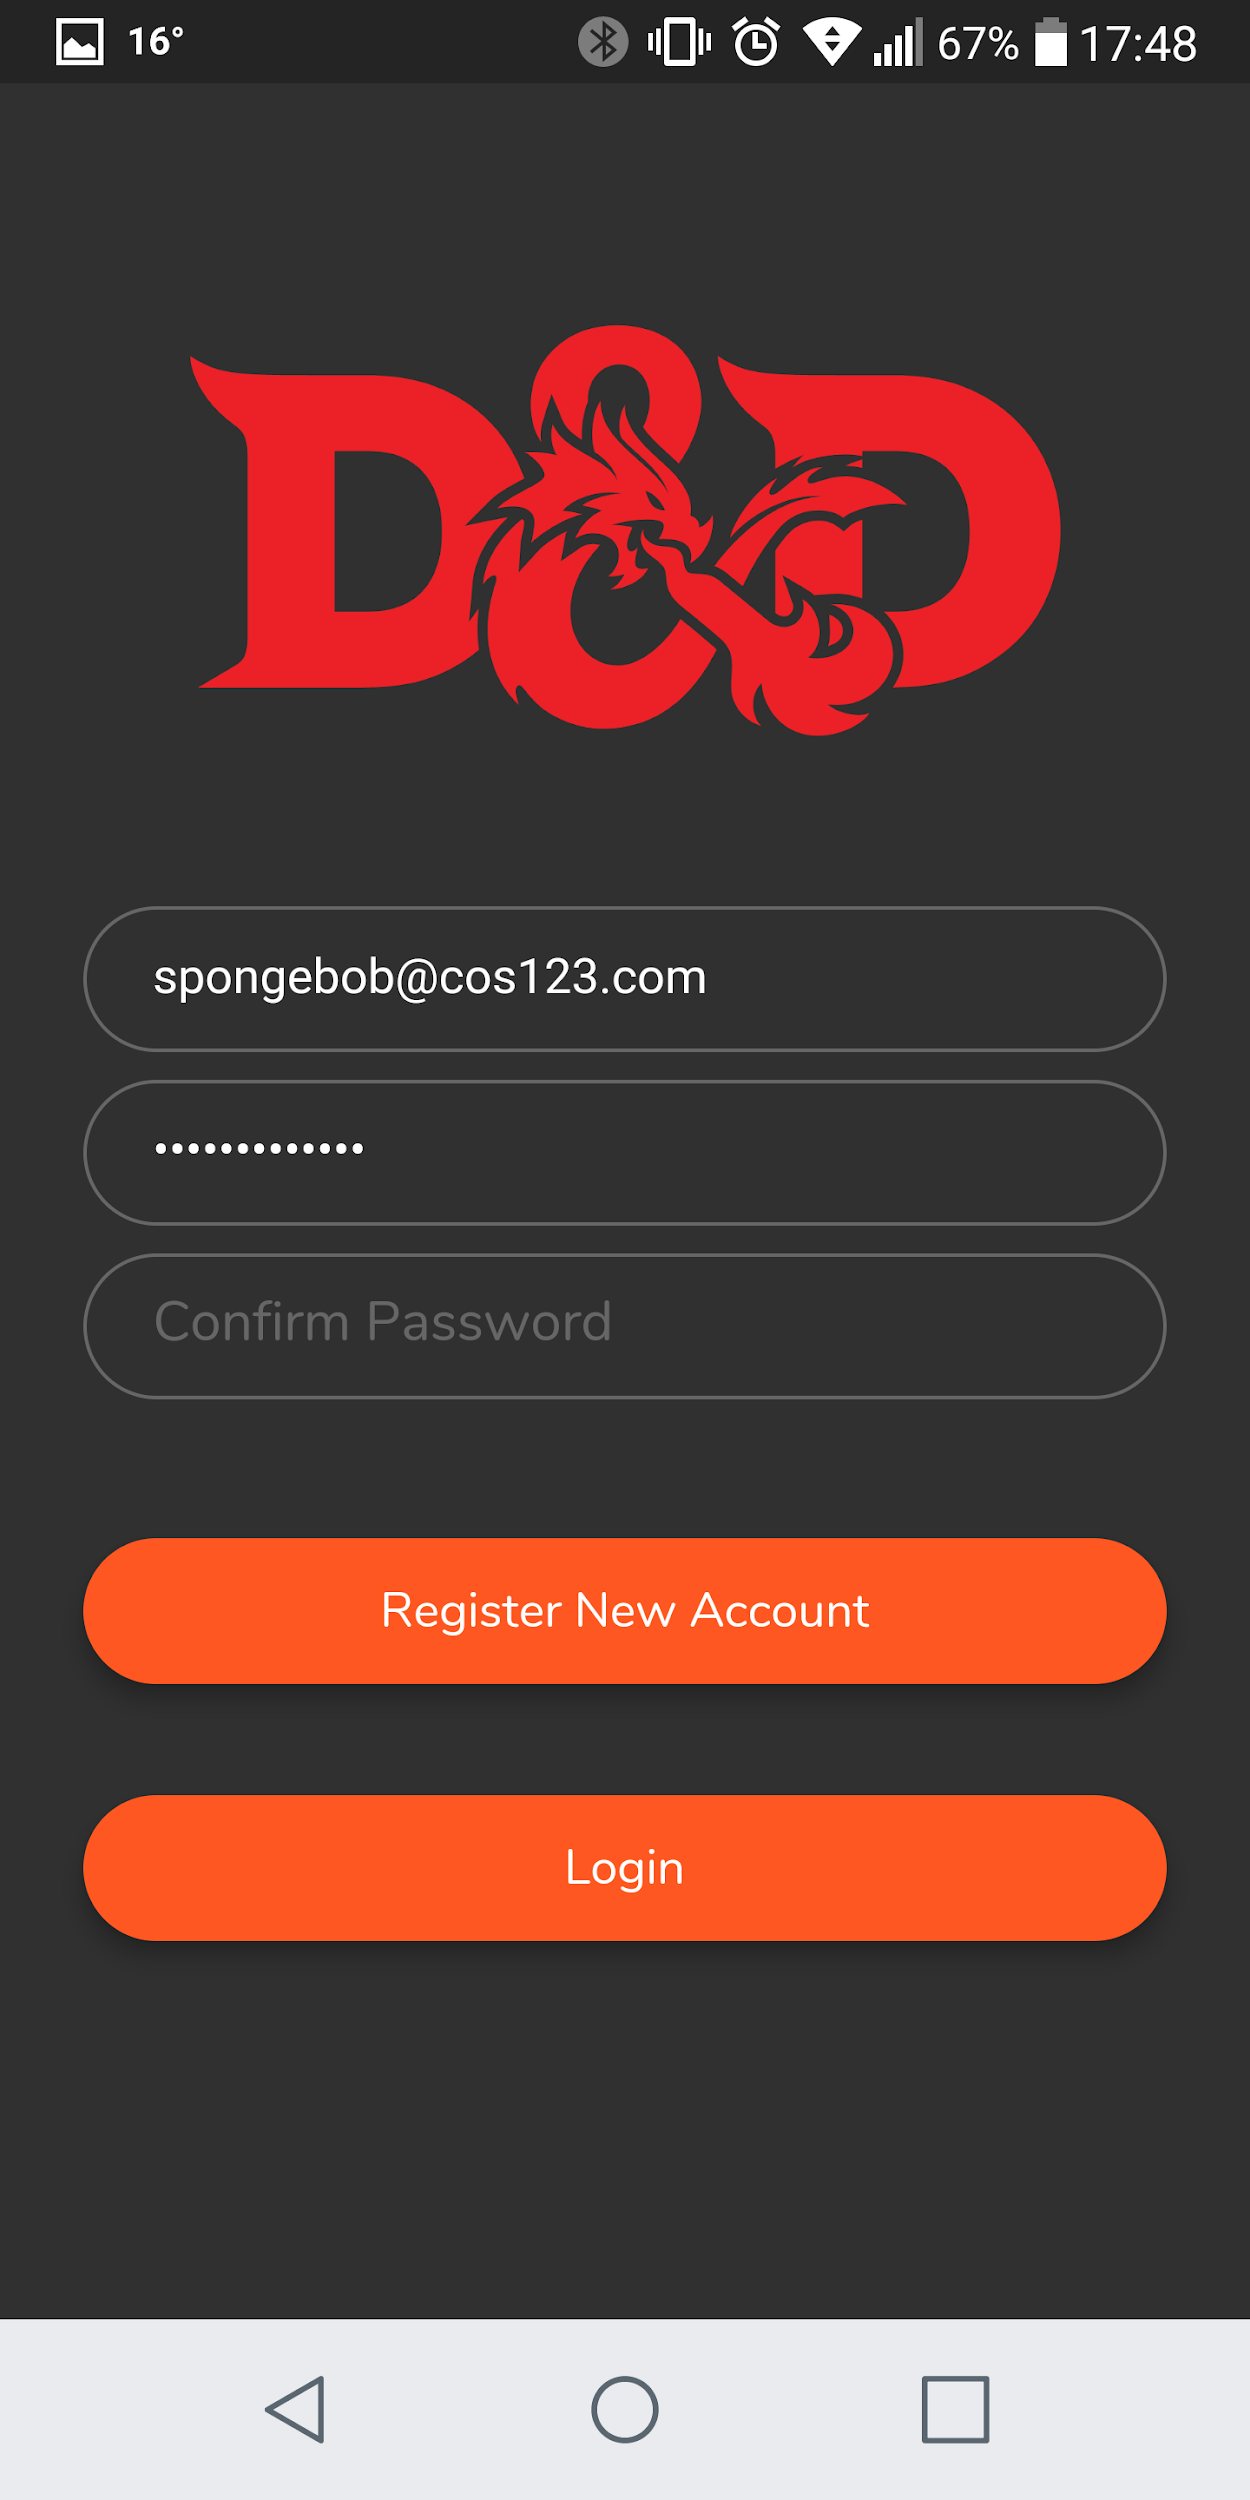 16° 67% 17:48
D&D
spongebob@cos123.com
•••••••••••••
Confirm Password
Register New Account
Login